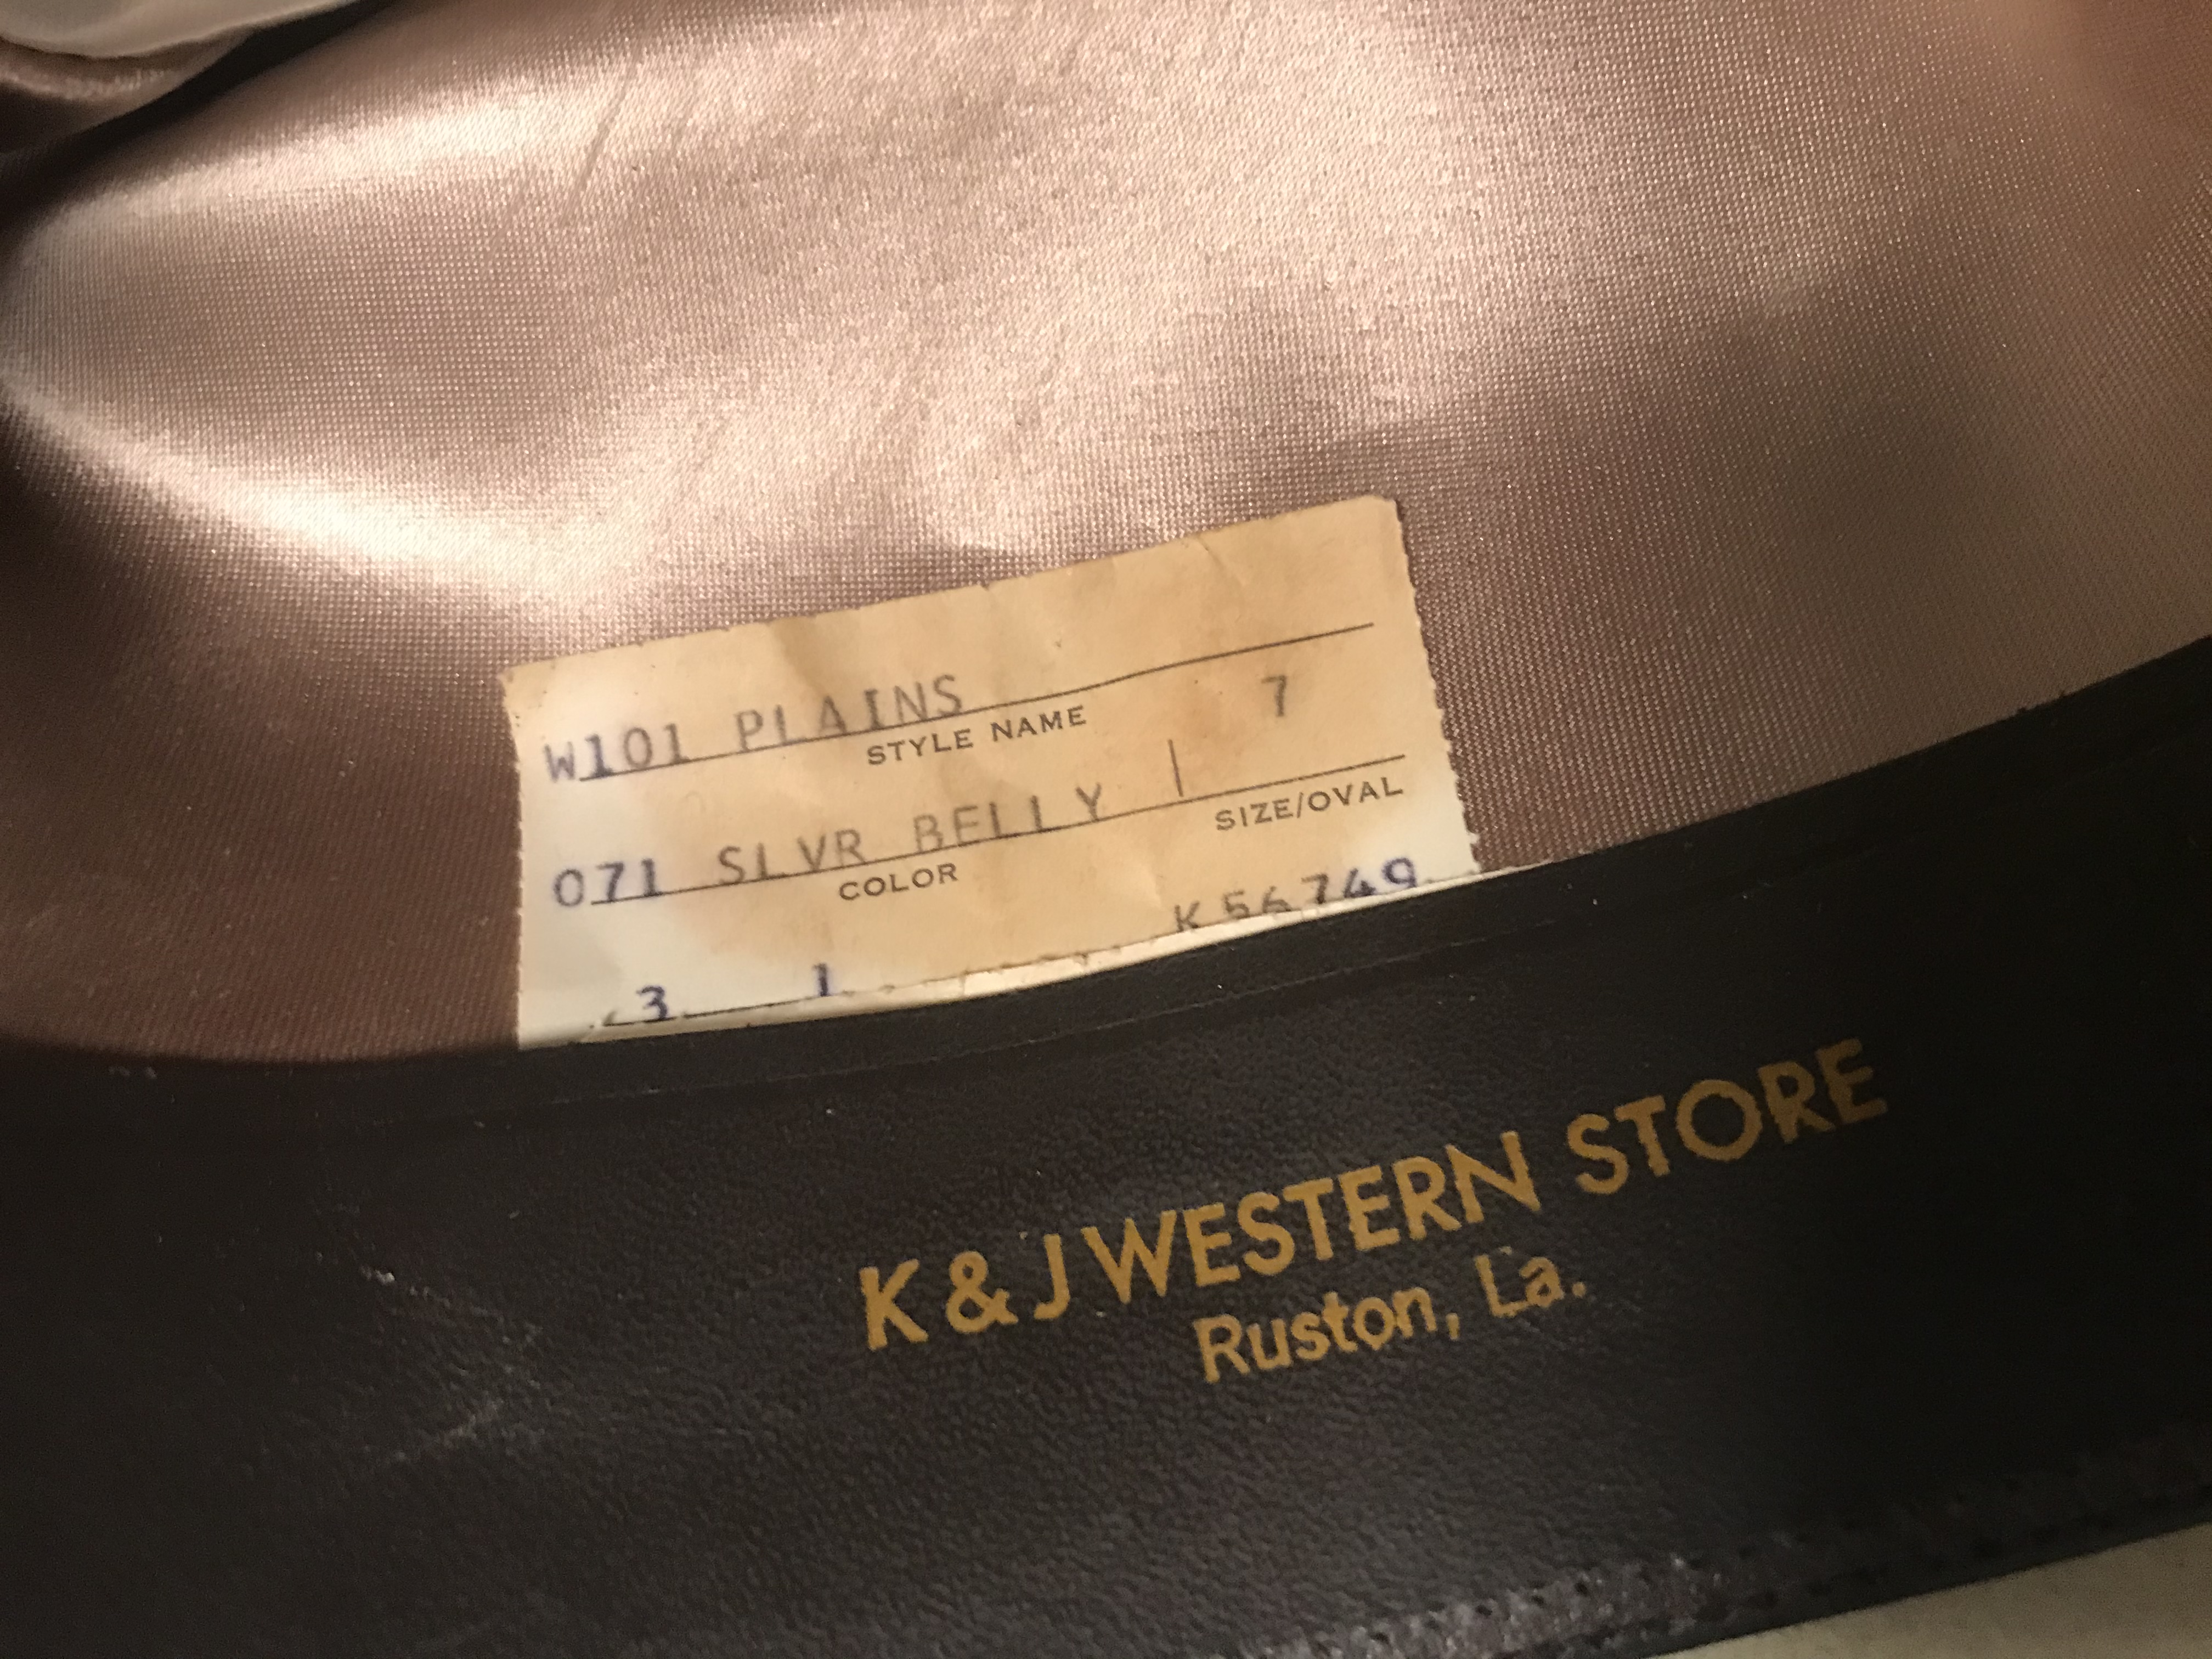 W101 PLAINS
STYLE NAME
7
071 SLVR BELLY
SIZE/OVAL
COLOR
K56749
3 1
K & J WESTERN STORE
Ruston, La.